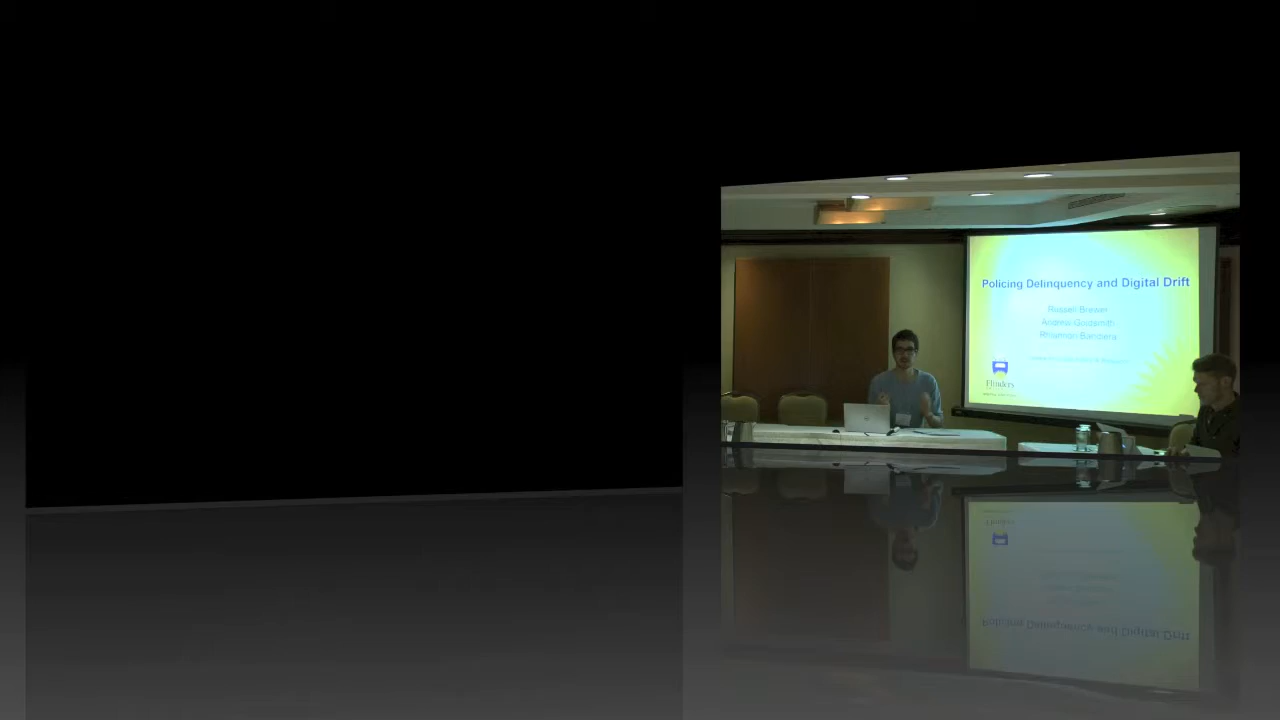 Policing Delinquency and Digital Drift
Russell Brewer
Andrew Goldsmith
Rhiannon Bandiera
Flinders